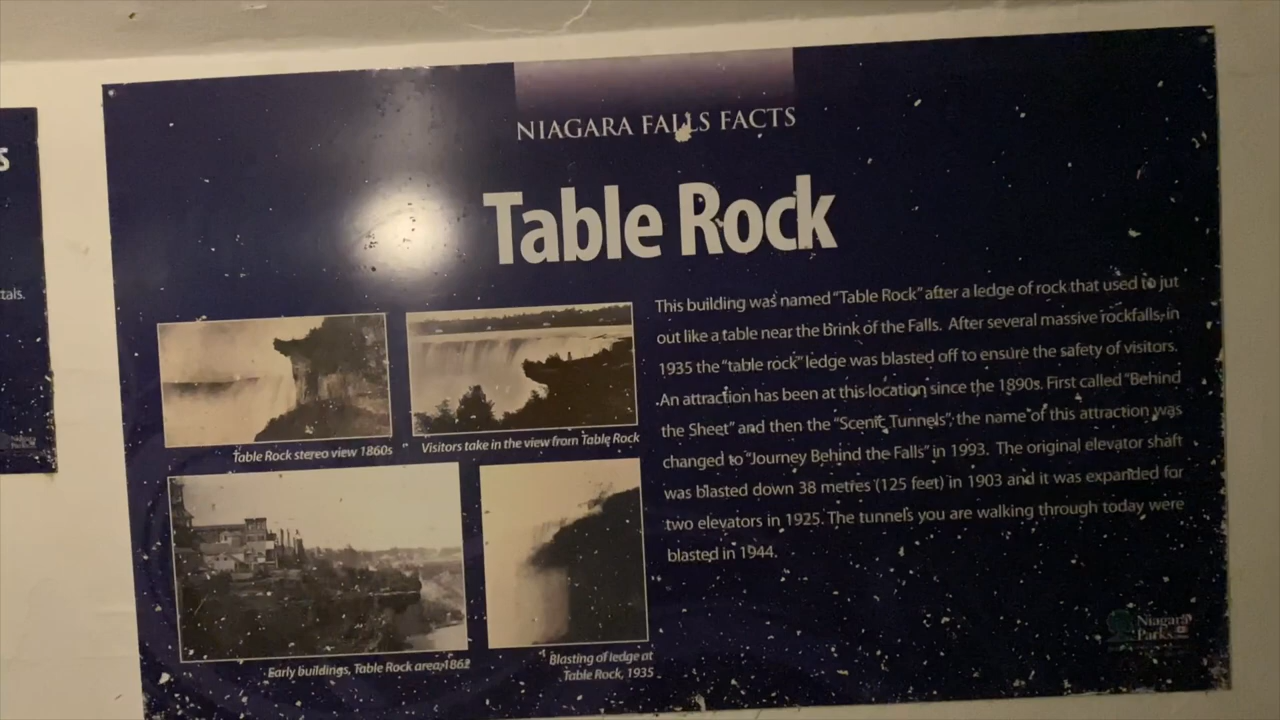 s
tals.
NIAGARA FALLS FACTS
Table Rock
This building was named "Table Rock" after a ledge of rock that used to jut
out like a table near the brink of the Falls. After several massive rockfalls, in
1935 the "table rock" ledge was blasted off to ensure the safety of visitors.
An attraction has been at this location since the 1890s. First called "Behind
the Sheet" and then the "Scenic Tunnels", the name of this attraction was
changed to "Journey Behind the Falls" in 1993. The original elevator shaft
was blasted down 38 metres (125 feet) in 1903 and it was expanded for
two elevators in 1925. The tunnels you are walking through today were
blasted in 1944.
Table Rock stereo view 1860s
Visitors take in the view from Table Rock
Early buildings, Table Rock area, 1862
Blasting of ledge at
Table Rock, 1935
Niagara
Parks